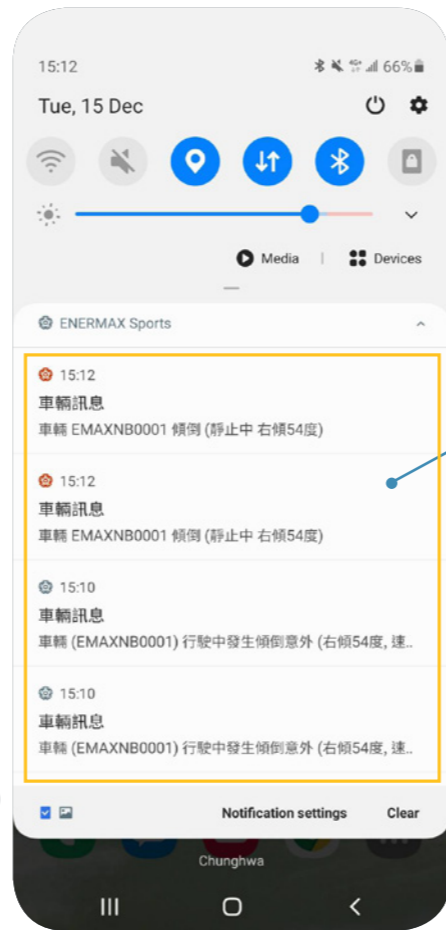 15:12
66%
Tue, 15 Dec
Media | Devices
ENERMAX Sports
15:12
車輛訊息
車輛 EMAXNB0001 傾倒 (靜止中 右傾54度)
15:12
車輛訊息
車輛 EMAXNB0001 傾倒 (靜止中 右傾54度)
15:10
車輛訊息
車輛 (EMAXNB0001) 行駛中發生傾倒意外 (右傾54度, 速..
15:10
車輛訊息
車輛 (EMAXNB0001) 行駛中發生傾倒意外 (右傾54度, 速..
Notification settings Clear
Chunghwa